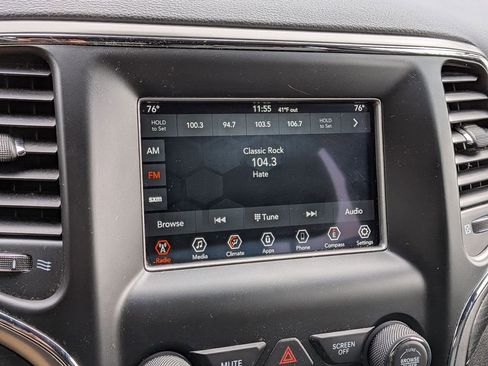 76° 11:55 41°F out 76°
HOLD to Set 100.3 94.7 103.5 106.7 HOLD to Set >
AM
FM
sxm
Classic Rock
104.3
Hate
Browse Tune Audio
Radio Media Climate Apps Phone Compass Settings
MUTE SCREEN OFF
BROWSE